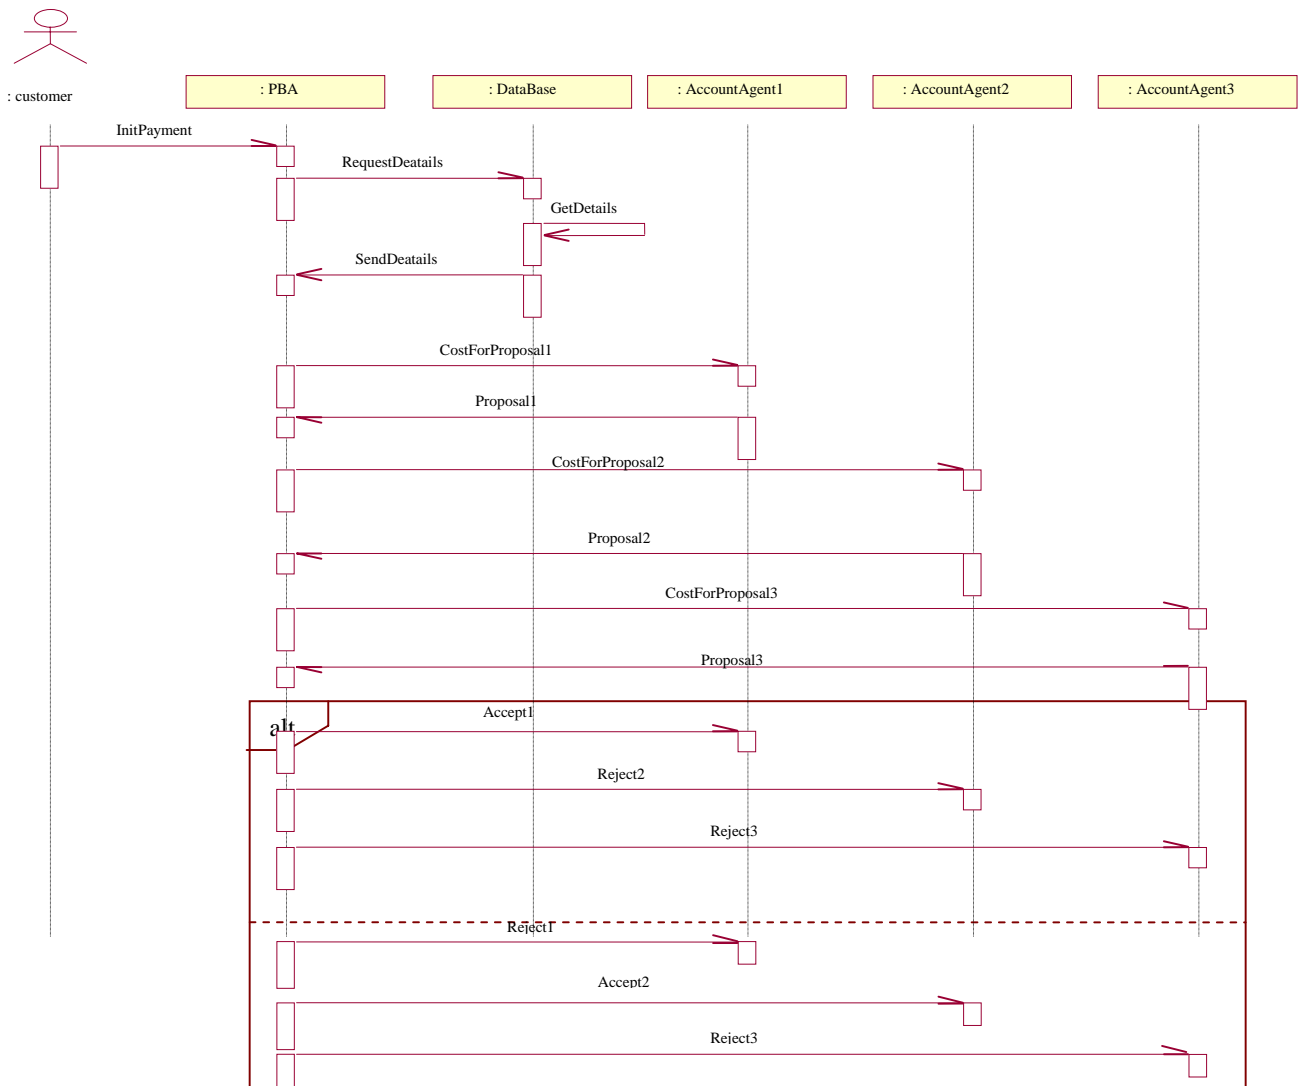 : customer
: PBA
: DataBase
: AccountAgent1
: AccountAgent2
: AccountAgent3
InitPayment
RequestDeatails
GetDetails
SendDeatails
CostForProposal1
Proposal1
CostForProposal2
Proposal2
CostForProposal3
Proposal3
alt
Accept1
Reject2
Reject3
Reject1
Accept2
Reject3